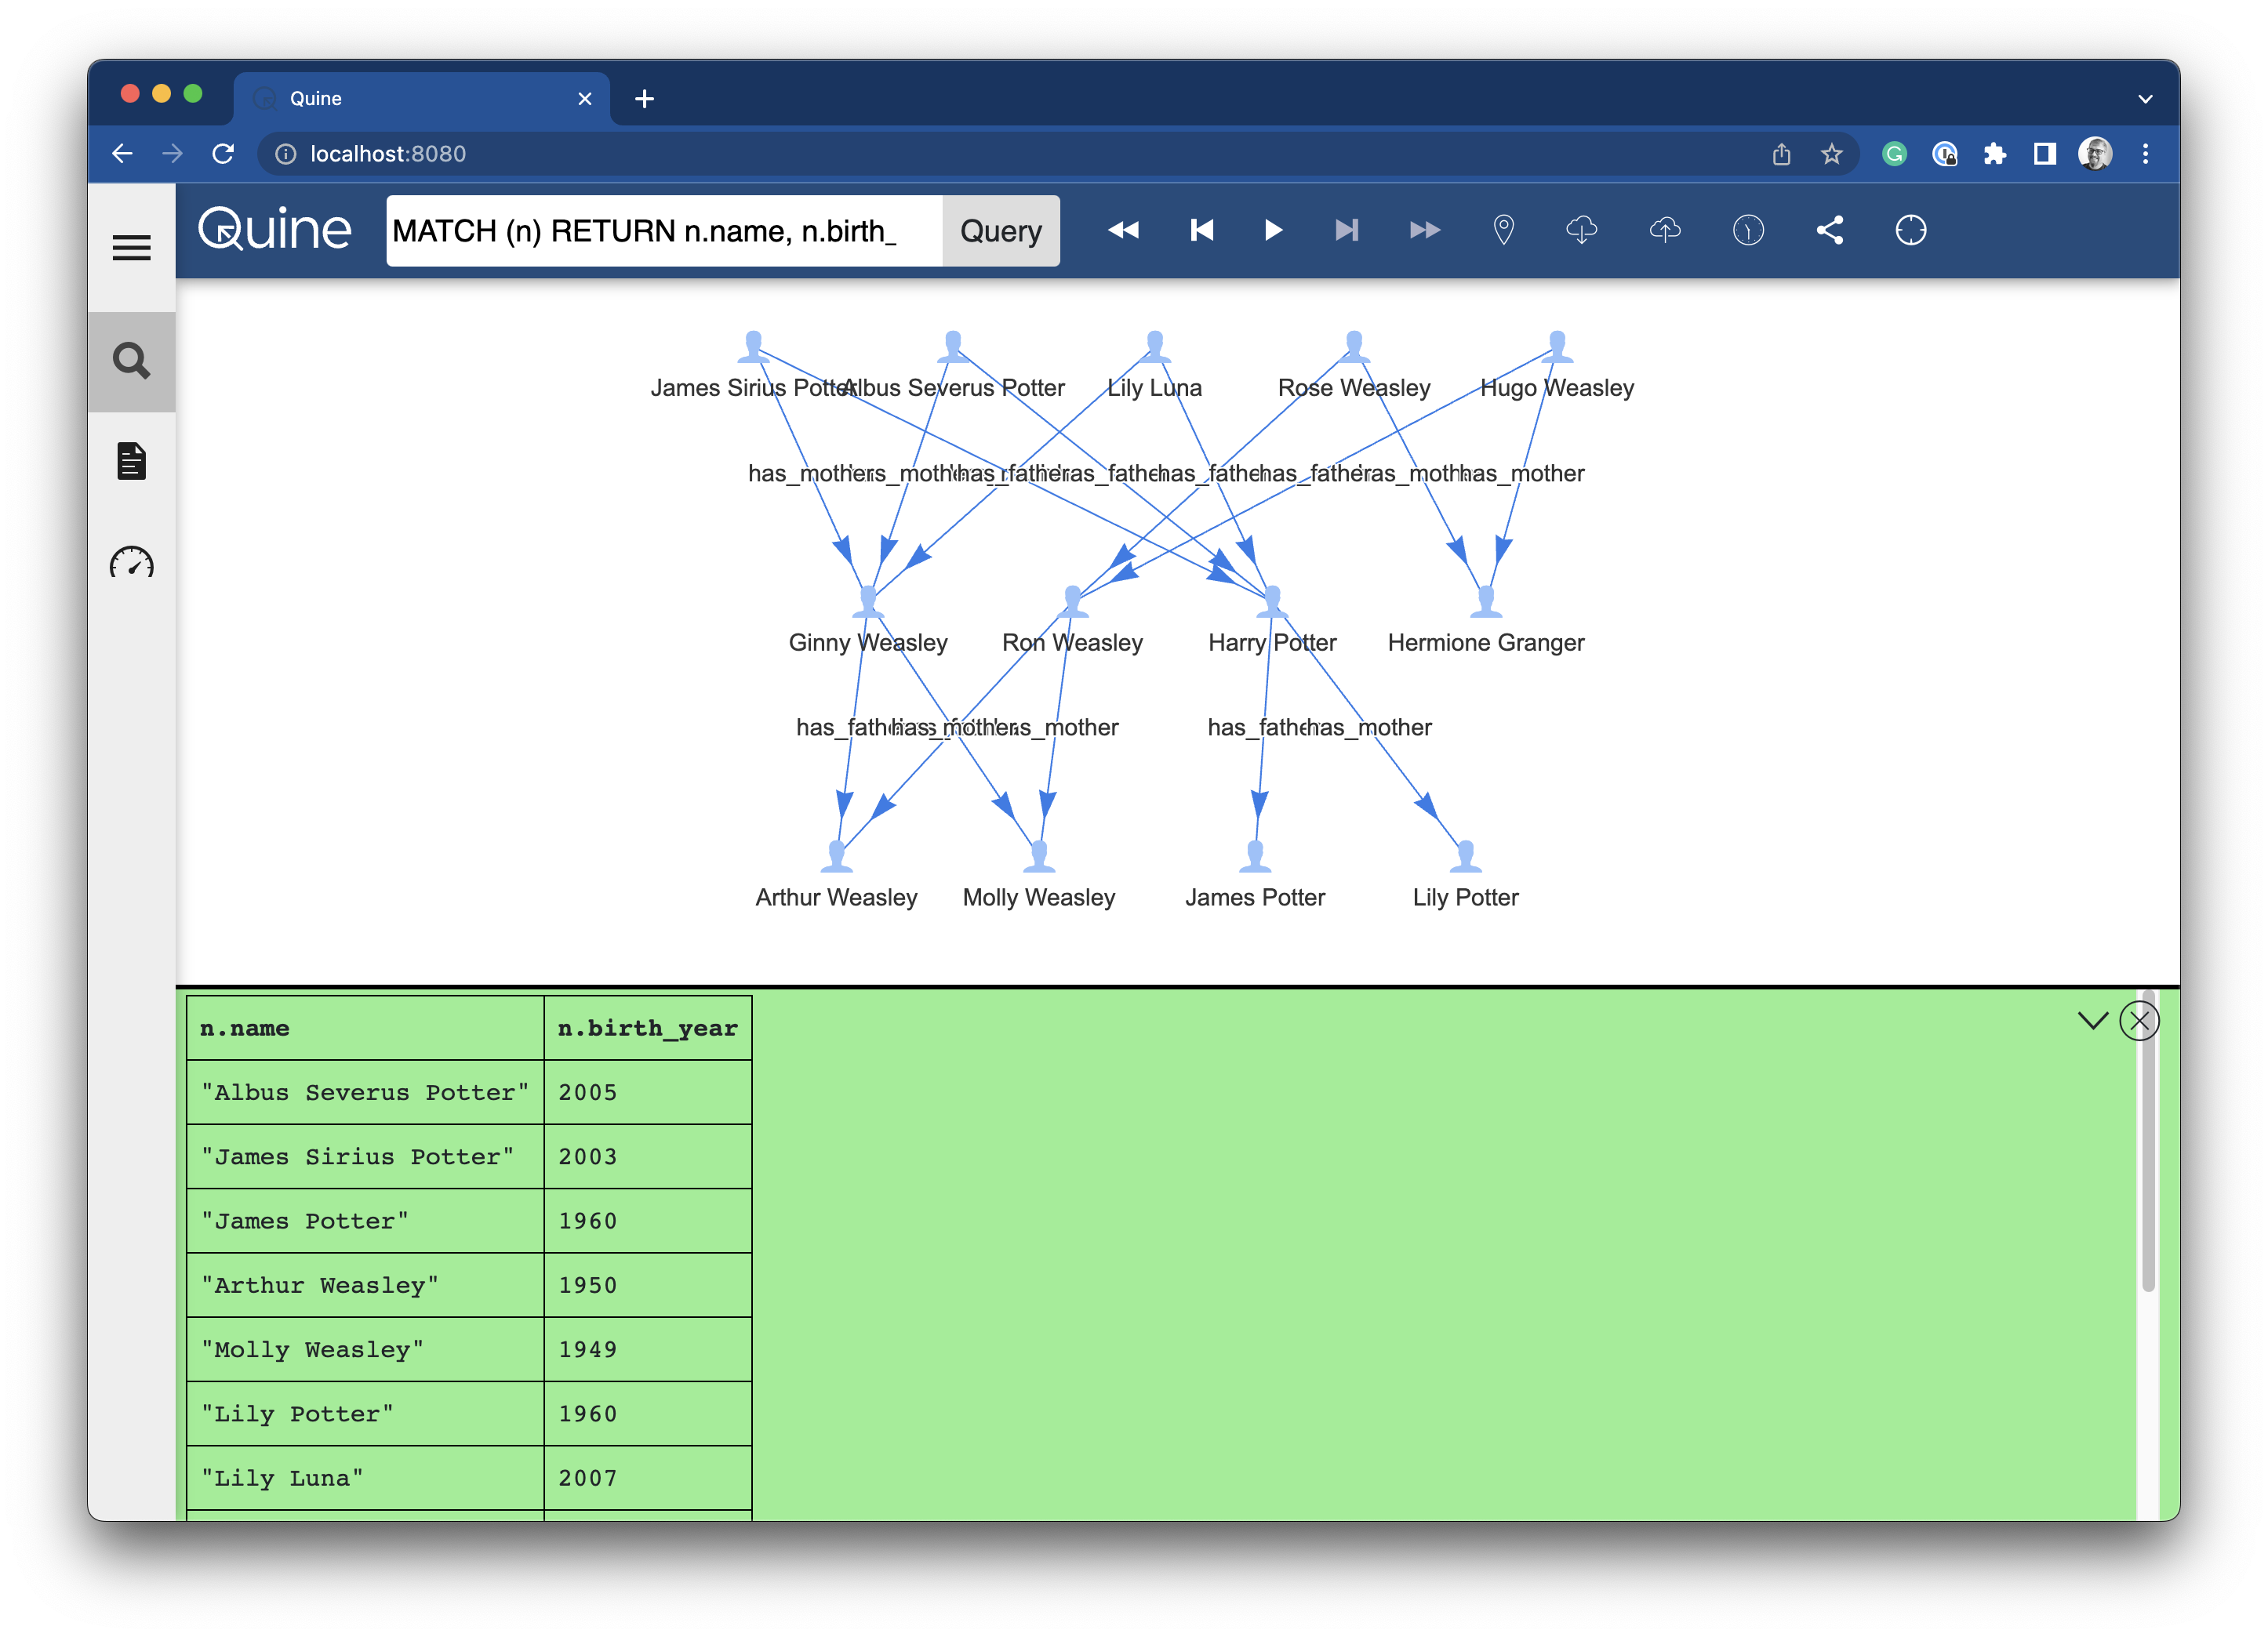 Quine
localhost:8080
Quine MATCH (n) RETURN n.name, n.birth_ Query
James Sirius Potter Albus Severus Potter Lily Luna Rose Weasley Hugo Weasley
has_mother has_mother has_father has_father has_father has_father has_mother has_mother
Ginny Weasley Ron Weasley Harry Potter Hermione Granger
has_father has_mother has_mother has_father has_mother
Arthur Weasley Molly Weasley James Potter Lily Potter
n.name n.birth_year
"Albus Severus Potter" 2005
"James Sirius Potter" 2003
"James Potter" 1960
"Arthur Weasley" 1950
"Molly Weasley" 1949
"Lily Potter" 1960
"Lily Luna" 2007